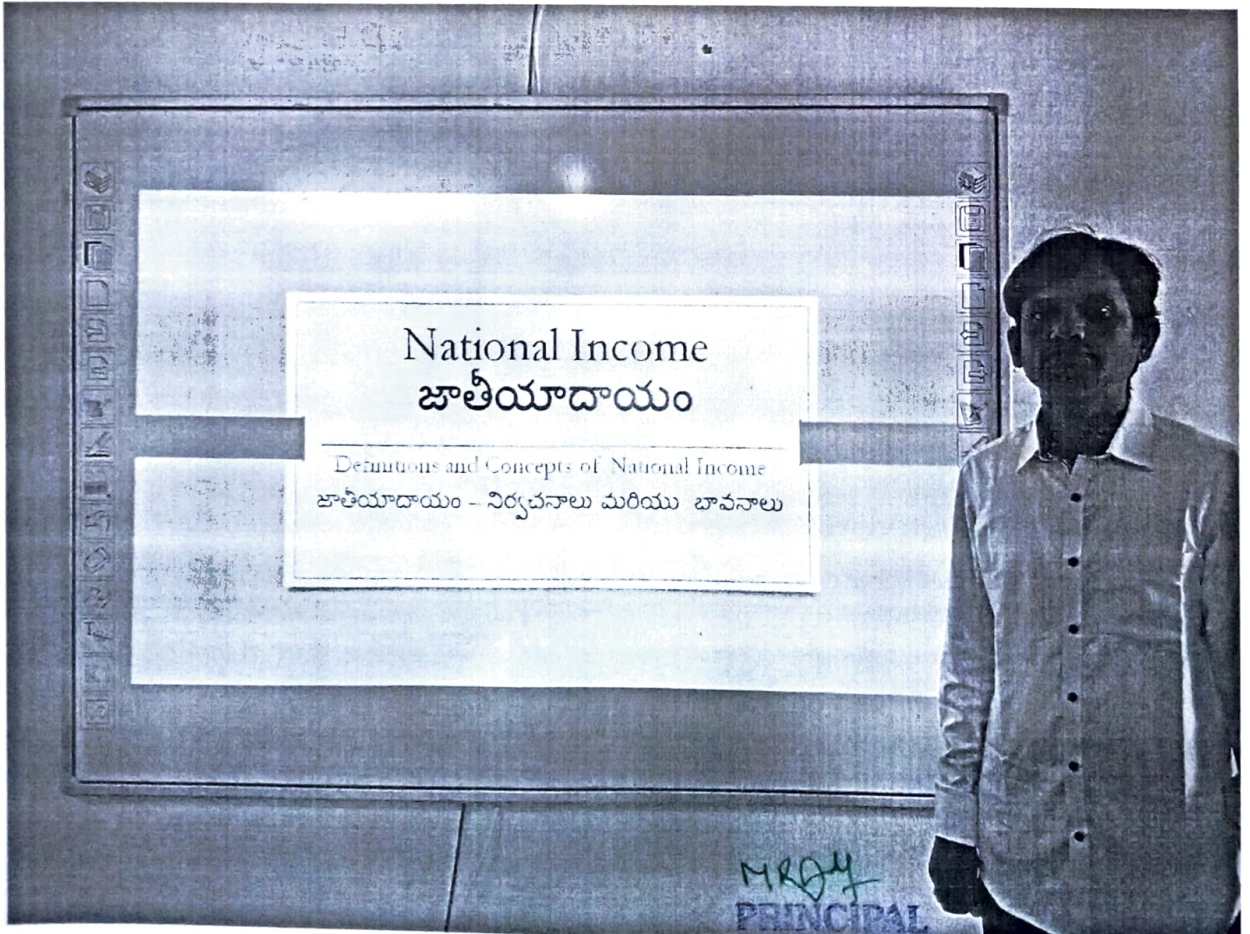 National Income
జాతీయాదాయం
Definitions and Concepts of National Income
జాతీయాదాయం – నిర్వచనాలు మరియు బావనాలు
PRINCIPAL